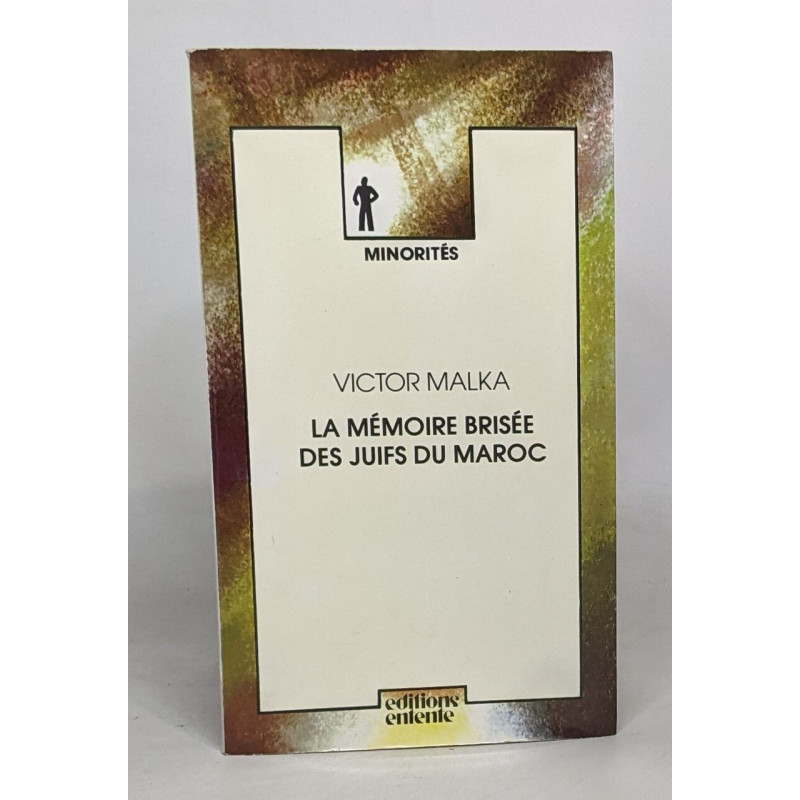 MINORITÉS
VICTOR MALKA
LA MÉMOIRE BRISÉE
DES JUIFS DU MAROC
editions
entente